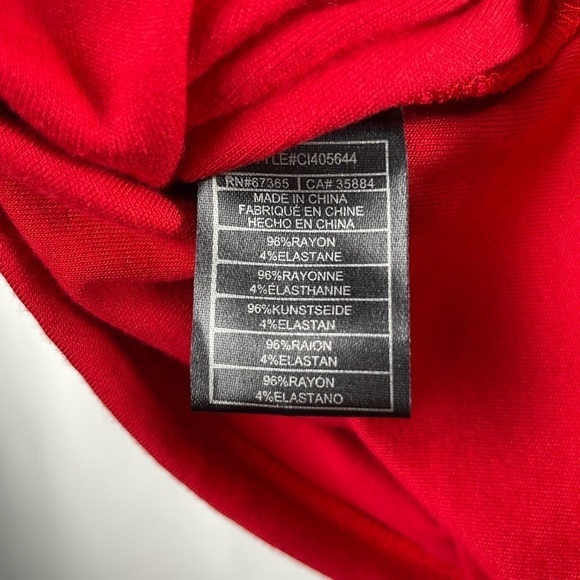 STYLE#CI405644
RN#67365 CA# 35884
MADE IN CHINA
FABRIQUÉ EN CHINE
HECHO EN CHINA
96%RAYON
4%ELASTANE
96%RAYONNE
4%ÉLASTHANNE
96%KUNSTSEIDE
4%ELASTAN
96%RAION
4%ELASTAN
96%RAYÓN
4%ELASTANO